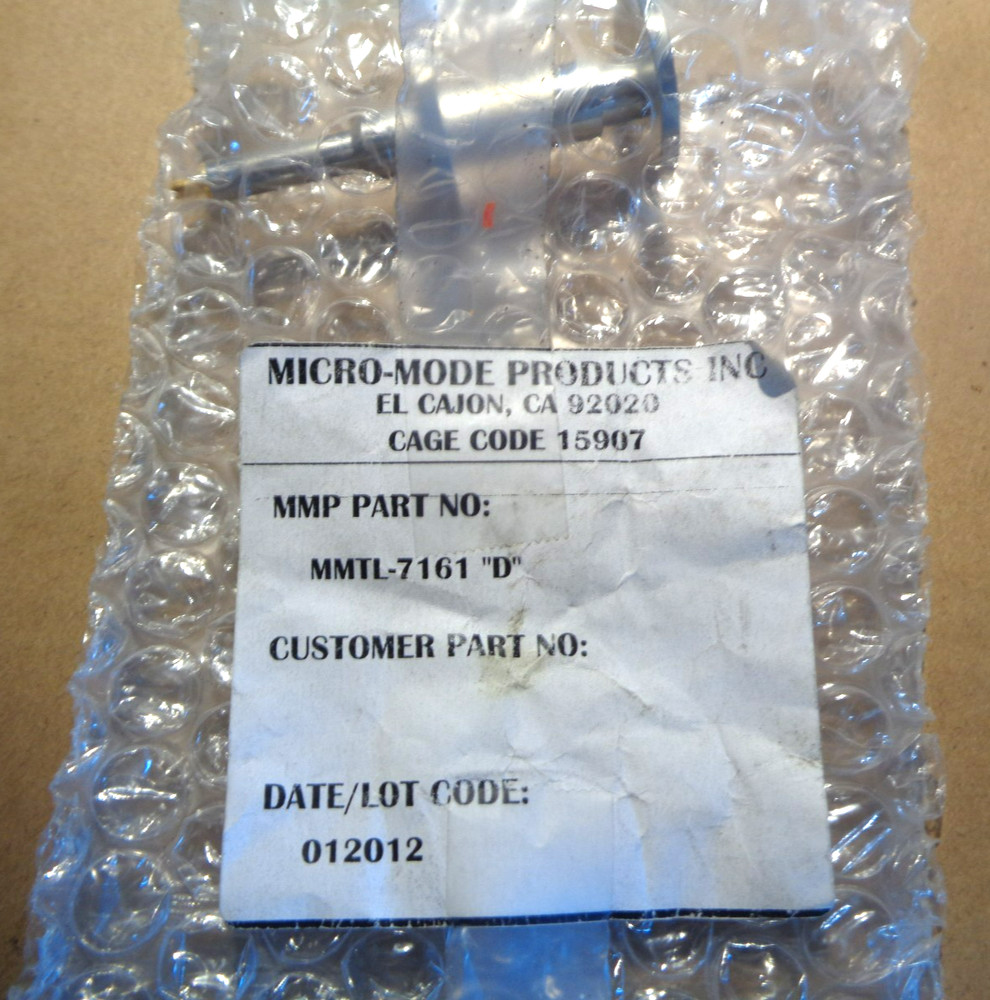 MICRO-MODE PRODUCTS INC
EL CAJON, CA 92020
CAGE CODE 15907
MMP PART NO:
MMTL-7161 "D"
CUSTOMER PART NO:
DATE/LOT CODE:
012012